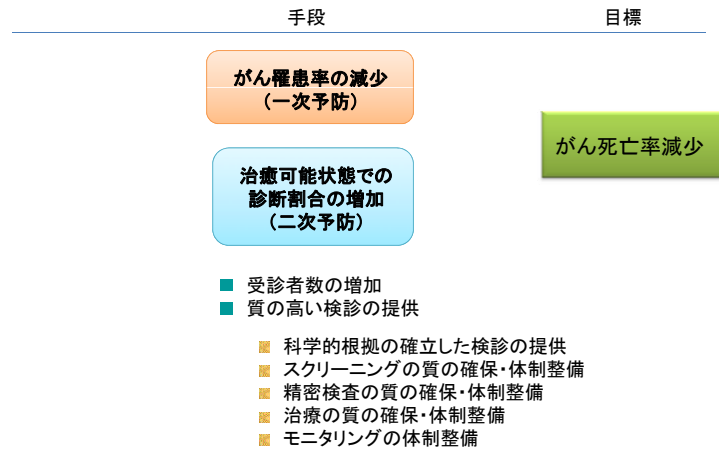 手段
目標
がん罹患率の減少
（一次予防）
がん死亡率減少
治癒可能状態での
診断割合の増加
（二次予防）
受診者数の増加
質の高い検診の提供
科学的根拠の確立した検診の提供
スクリーニングの質の確保・体制整備
精密検査の質の確保・体制整備
治療の質の確保・体制整備
モニタリングの体制整備